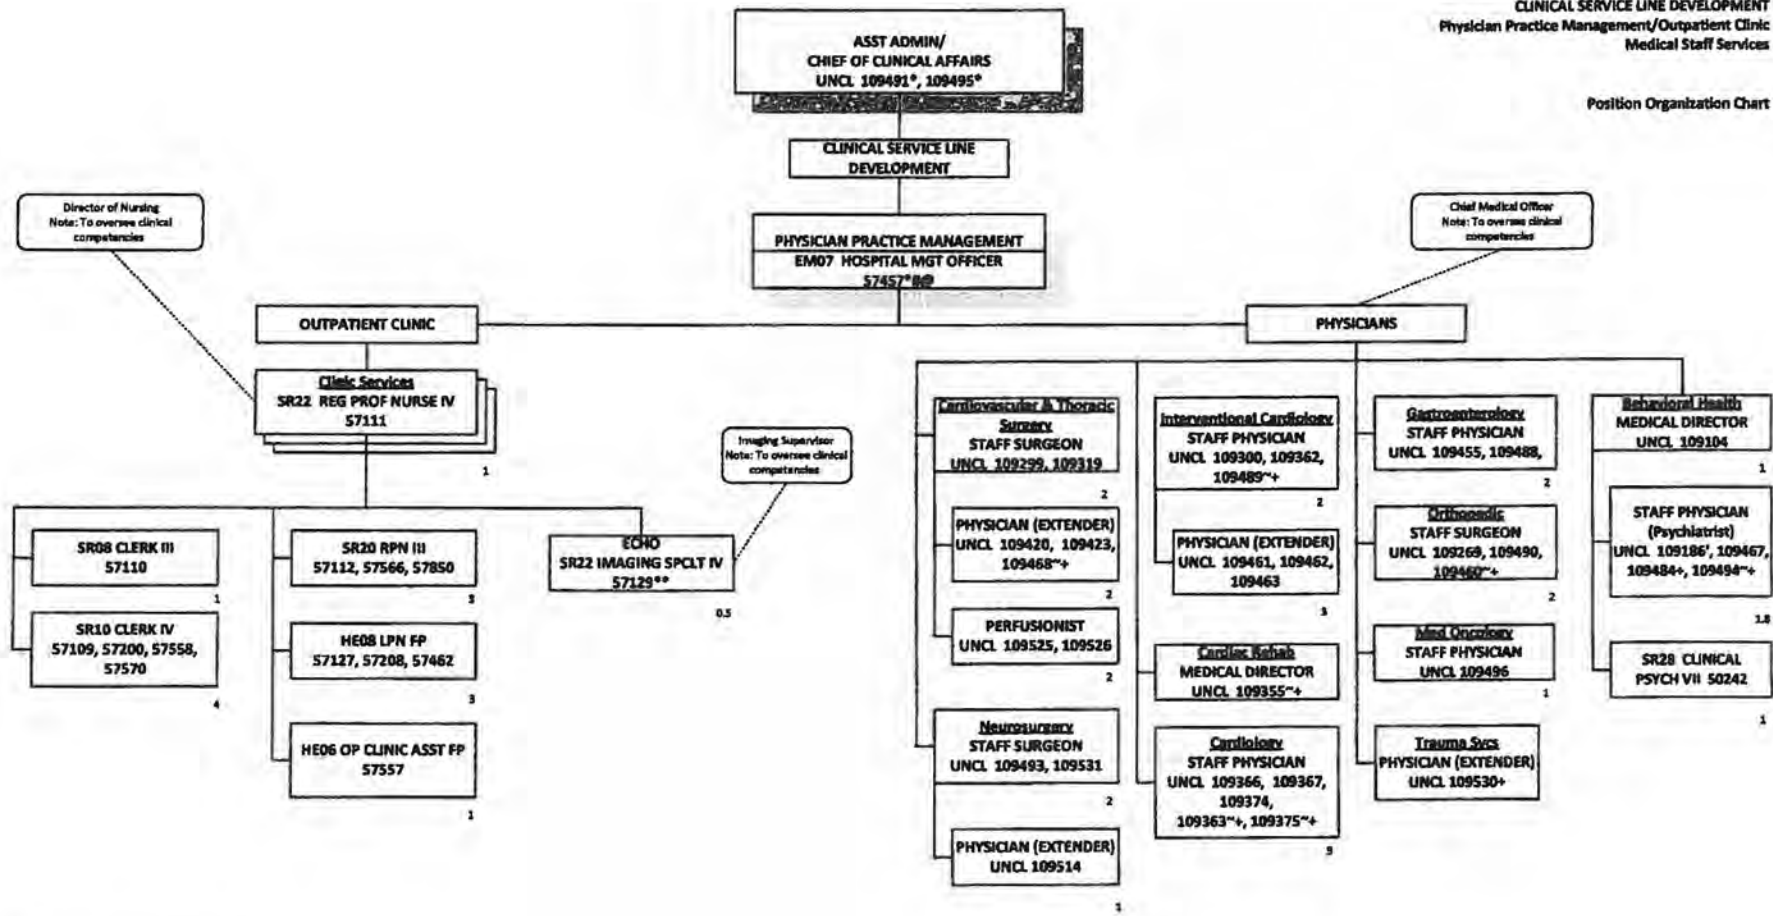 CLINICAL SERVICE LINE DEVELOPMENT
Physician Practice Management/Outpatient Clinic
Medical Staff Services
Position Organization Chart
ASST ADMIN/
CHIEF OF CLINICAL AFFAIRS
UNCL 109491*, 109495*
CLINICAL SERVICE LINE
DEVELOPMENT
PHYSICIAN PRACTICE MANAGEMENT
EM07 HOSPITAL MGT OFFICER
57457*#@
Director of Nursing
Note: To oversee clinical
competencies
Chief Medical Officer
Note: To oversee clinical
competencies
OUTPATIENT CLINIC
PHYSICIANS
Clinic Services
SR22 REG PROF NURSE IV
57111
1
Imaging Supervisor
Note: To oversee clinical
competencies
SR08 CLERK III
57110
1
SR10 CLERK IV
57109, 57200, 57558,
57570
4
SR20 RPN III
57112, 57566, 57850
3
HE08 LPN FP
57127, 57208, 57462
3
HE06 OP CLINIC ASST FP
57557
1
ECHO
SR22 IMAGING SPCLT IV
57129**
0.5
Cardiovascular & Thoracic
Surgery
STAFF SURGEON
UNCL 109299, 109319
2
PHYSICIAN (EXTENDER)
UNCL 109420, 109423,
109468~+
2
PERFUSIONIST
UNCL 109525, 109526
2
Neurosurgery
STAFF SURGEON
UNCL 109493, 109531
2
PHYSICIAN (EXTENDER)
UNCL 109514
1
Interventional Cardiology
STAFF PHYSICIAN
UNCL 109300, 109362,
109489~+
2
PHYSICIAN (EXTENDER)
UNCL 109461, 109462,
109463
3
Cardiac Rehab
MEDICAL DIRECTOR
UNCL 109355~+
Cardiology
STAFF PHYSICIAN
UNCL 109366, 109367,
109374,
109363~+, 109375~+
Gastroenterology
STAFF PHYSICIAN
UNCL 109455, 109488,
2
Orthopedic
STAFF SURGEON
UNCL 109269, 109490,
109460~+
2
Med Oncology
STAFF PHYSICIAN
UNCL 109496
1
Trauma Svcs
PHYSICIAN (EXTENDER)
UNCL 109530+
Behavioral Health
MEDICAL DIRECTOR
UNCL 109104
1
STAFF PHYSICIAN
(Psychiatrist)
UNCL 109186', 109467,
109484+, 109494~+
1.8
SR28 CLINICAL
PSYCH VII 50242
1